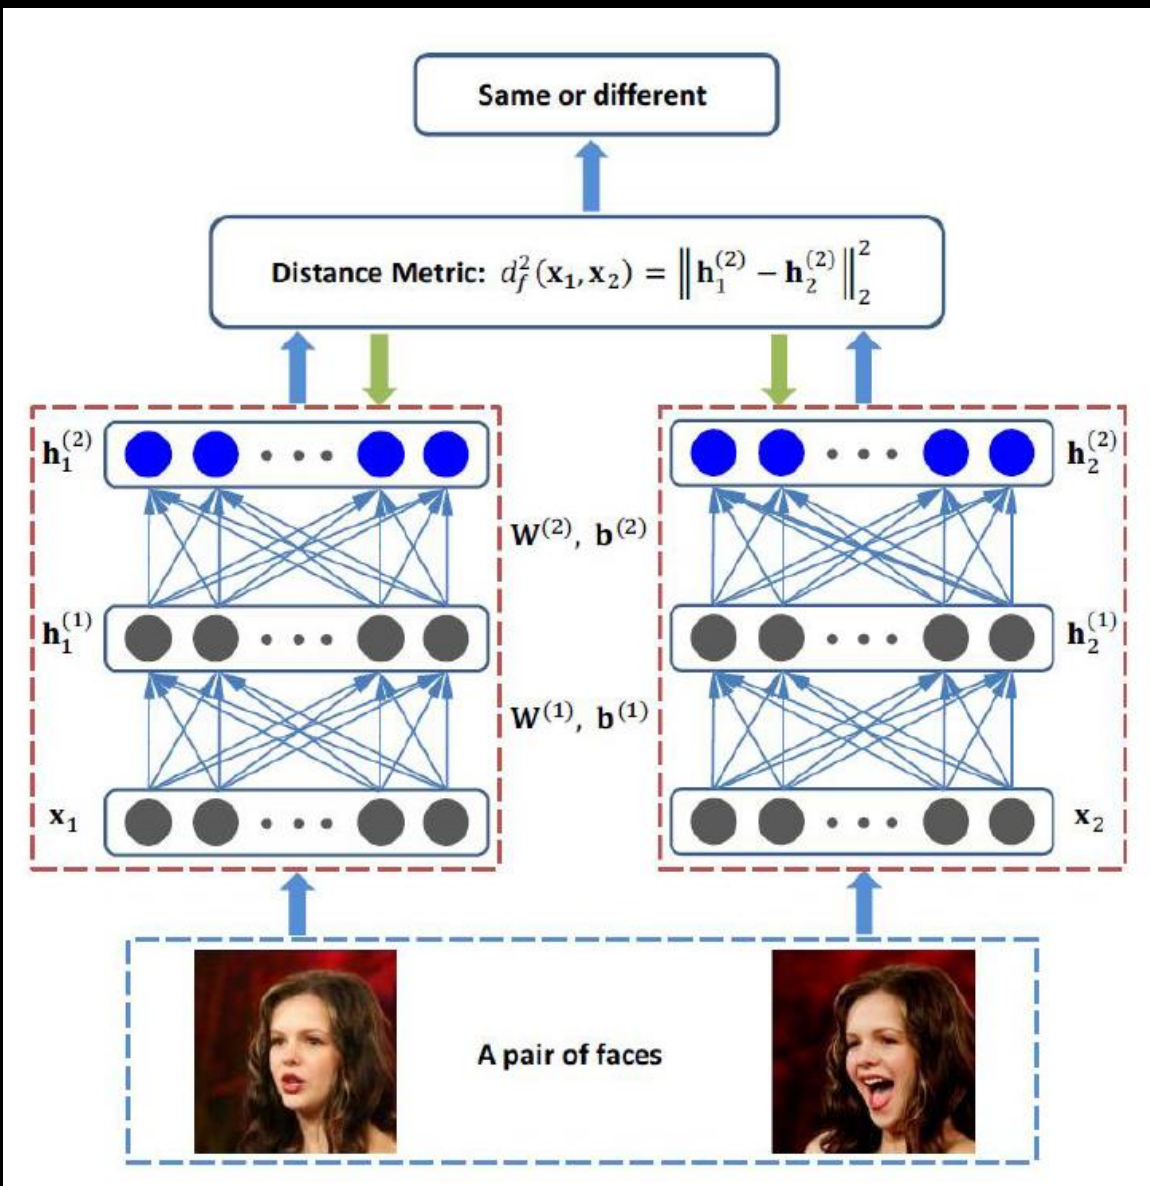 Same or different
Distance Metric: d_f^2(x_1, x_2) = ‖h_1^(2) − h_2^(2)‖_2^2
h_1^(2)
h_2^(2)
W^(2), b^(2)
h_1^(1)
h_2^(1)
W^(1), b^(1)
x_1
x_2
A pair of faces